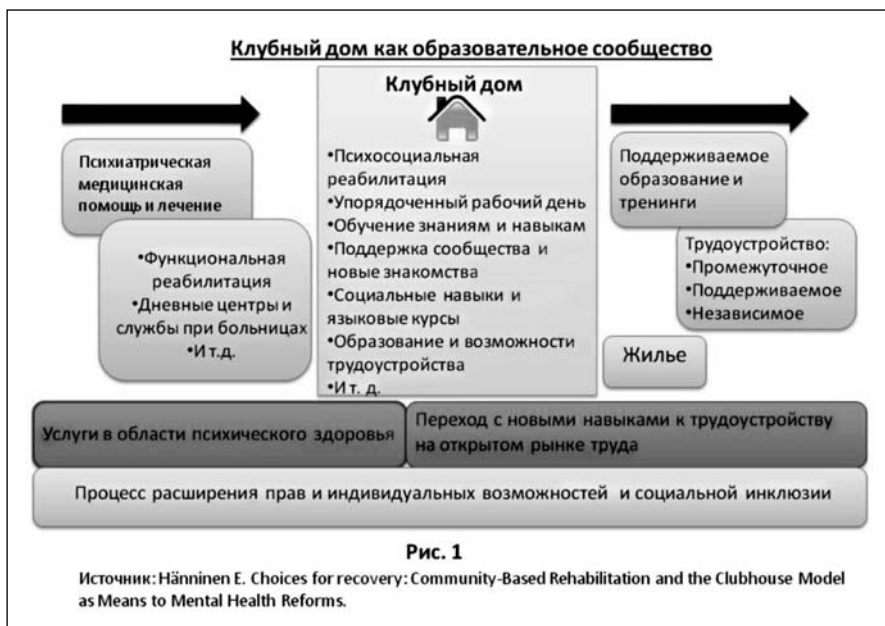 Клубный дом как образовательное сообщество
Психиатрическая
медицинская
помощь и лечение
•Функциональная
реабилитация
•Дневные центры и
службы при больницах
•И т.д.
Клубный дом
•Психосоциальная
реабилитация
•Упорядоченный рабочий день
•Обучение знаниям и навыкам
•Поддержка сообщества и
новые знакомства
•Социальные навыки и
языковые курсы
•Образование и возможности
трудоустройства
•И т. д.
Поддерживаемое
образование и
тренинги
Трудоустройство:
•Промежуточное
•Поддерживаемое
•Независимое
Жилье
Услуги в области психического здоровья
Переход с новыми навыками к трудоустройству
на открытом рынке труда
Процесс расширения прав и индивидуальных возможностей и социальной инклюзии
Рис. 1
Источник: Hänninen E. Choices for recovery: Community-Based Rehabilitation and the Clubhouse Model
as Means to Mental Health Reforms.